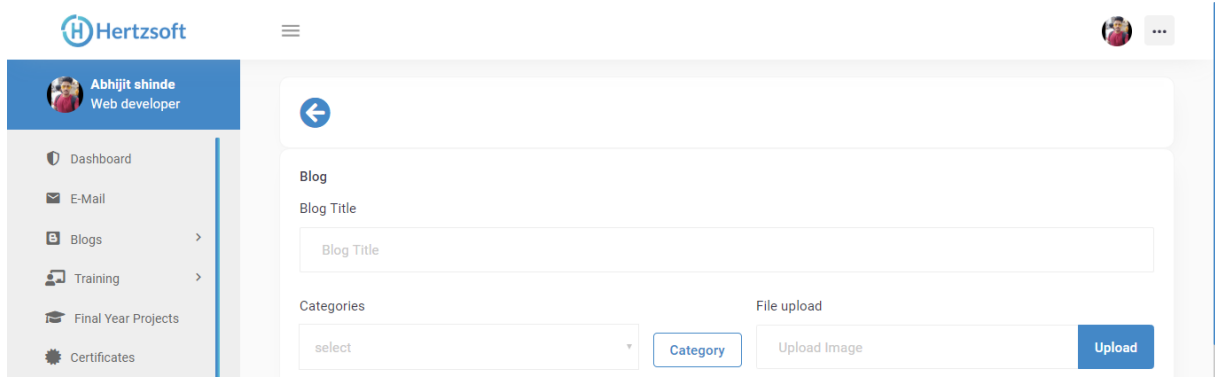 Hertzsoft
Abhijit shinde
Web developer
Dashboard
E-Mail
Blogs
Training
Final Year Projects
Certificates
Blog
Blog Title
Blog Title
Categories
File upload
select
Category
Upload Image
Upload